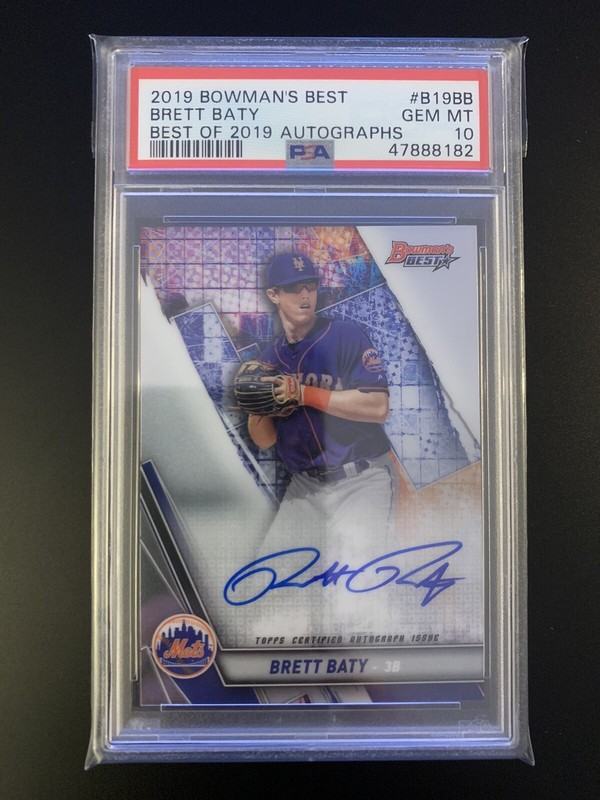 2019 BOWMAN'S BEST #B19BB
BRETT BATY GEM MT
BEST OF 2019 AUTOGRAPHS 10
PSA 47888182
Bowman's
BEST
NY
Mets
TOPPS CERTIFIED AUTOGRAPH ISSUE
Mets
BRETT BATY - 3B